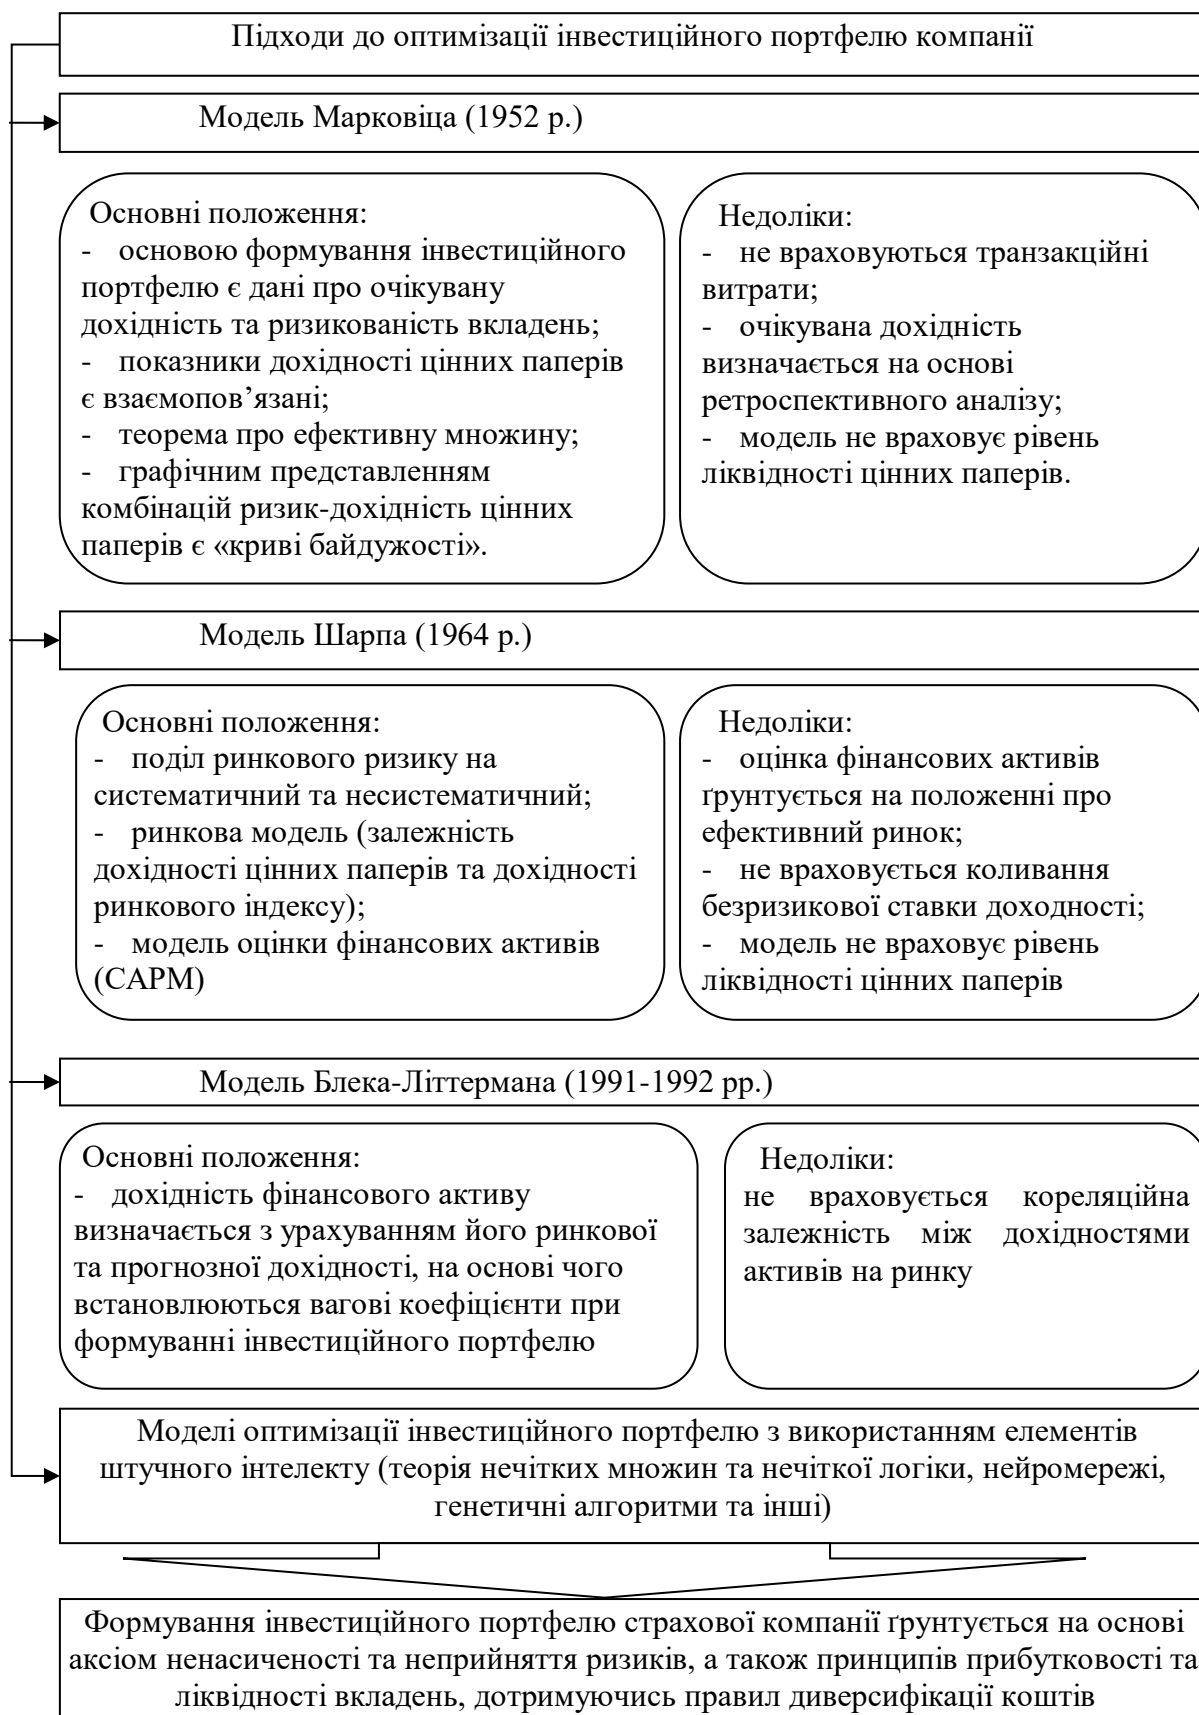 Підходи до оптимізації інвестиційного портфелю компанії
Модель Марковіца (1952 р.)
Основні положення:
- основою формування інвестиційного
портфелю є дані про очікувану
дохідність та ризикованість вкладень;
- показники дохідності цінних паперів
є взаємопов’язані;
- теорема про ефективну множину;
- графічним представленням
комбінацій ризик-дохідність цінних
паперів є «криві байдужості».
Недоліки:
- не враховуються транзакційні
витрати;
- очікувана дохідність
визначається на основі
ретроспективного аналізу;
- модель не враховує рівень
ліквідності цінних паперів.
Модель Шарпа (1964 р.)
Основні положення:
- поділ ринкового ризику на
систематичний та несистематичний;
- ринкова модель (залежність
дохідності цінних паперів та дохідності
ринкового індексу);
- модель оцінки фінансових активів
(САРМ)
Недоліки:
- оцінка фінансових активів
ґрунтується на положенні про
ефективний ринок;
- не враховується коливання
безризикової ставки доходності;
- модель не враховує рівень
ліквідності цінних паперів
Модель Блека-Літтермана (1991-1992 рр.)
Основні положення:
- дохідність фінансового активу
визначається з урахуванням його ринкової
та прогнозної дохідності, на основі чого
встановлюються вагові коефіцієнти при
формуванні інвестиційного портфелю
Недоліки:
не враховується кореляційна
залежність між дохідностями
активів на ринку
Моделі оптимізації інвестиційного портфелю з використанням елементів
штучного інтелекту (теорія нечітких множин та нечіткої логіки, нейромережі,
генетичні алгоритми та інші)
Формування інвестиційного портфелю страхової компанії ґрунтується на основі
аксіом ненасиченості та неприйняття ризиків, а також принципів прибутковості та
ліквідності вкладень, дотримуючись правил диверсифікації коштів